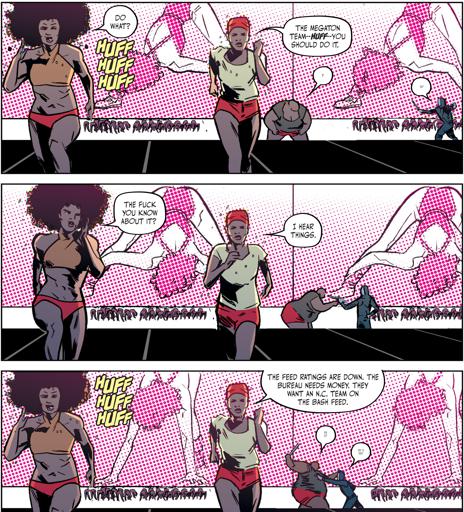 DO
WHAT?
HUFF
HUFF
HUFF
THE MEGATON
TEAM--HUFF--YOU
SHOULD DO IT.
THE FUCK
YOU KNOW
ABOUT IT?
I HEAR
THINGS.
HUFF
HUFF
HUFF
THE FEED RATINGS ARE DOWN. THE
BUREAU NEEDS MONEY. THEY
WANT AN N.C. TEAM
ON THE BASH FEED.